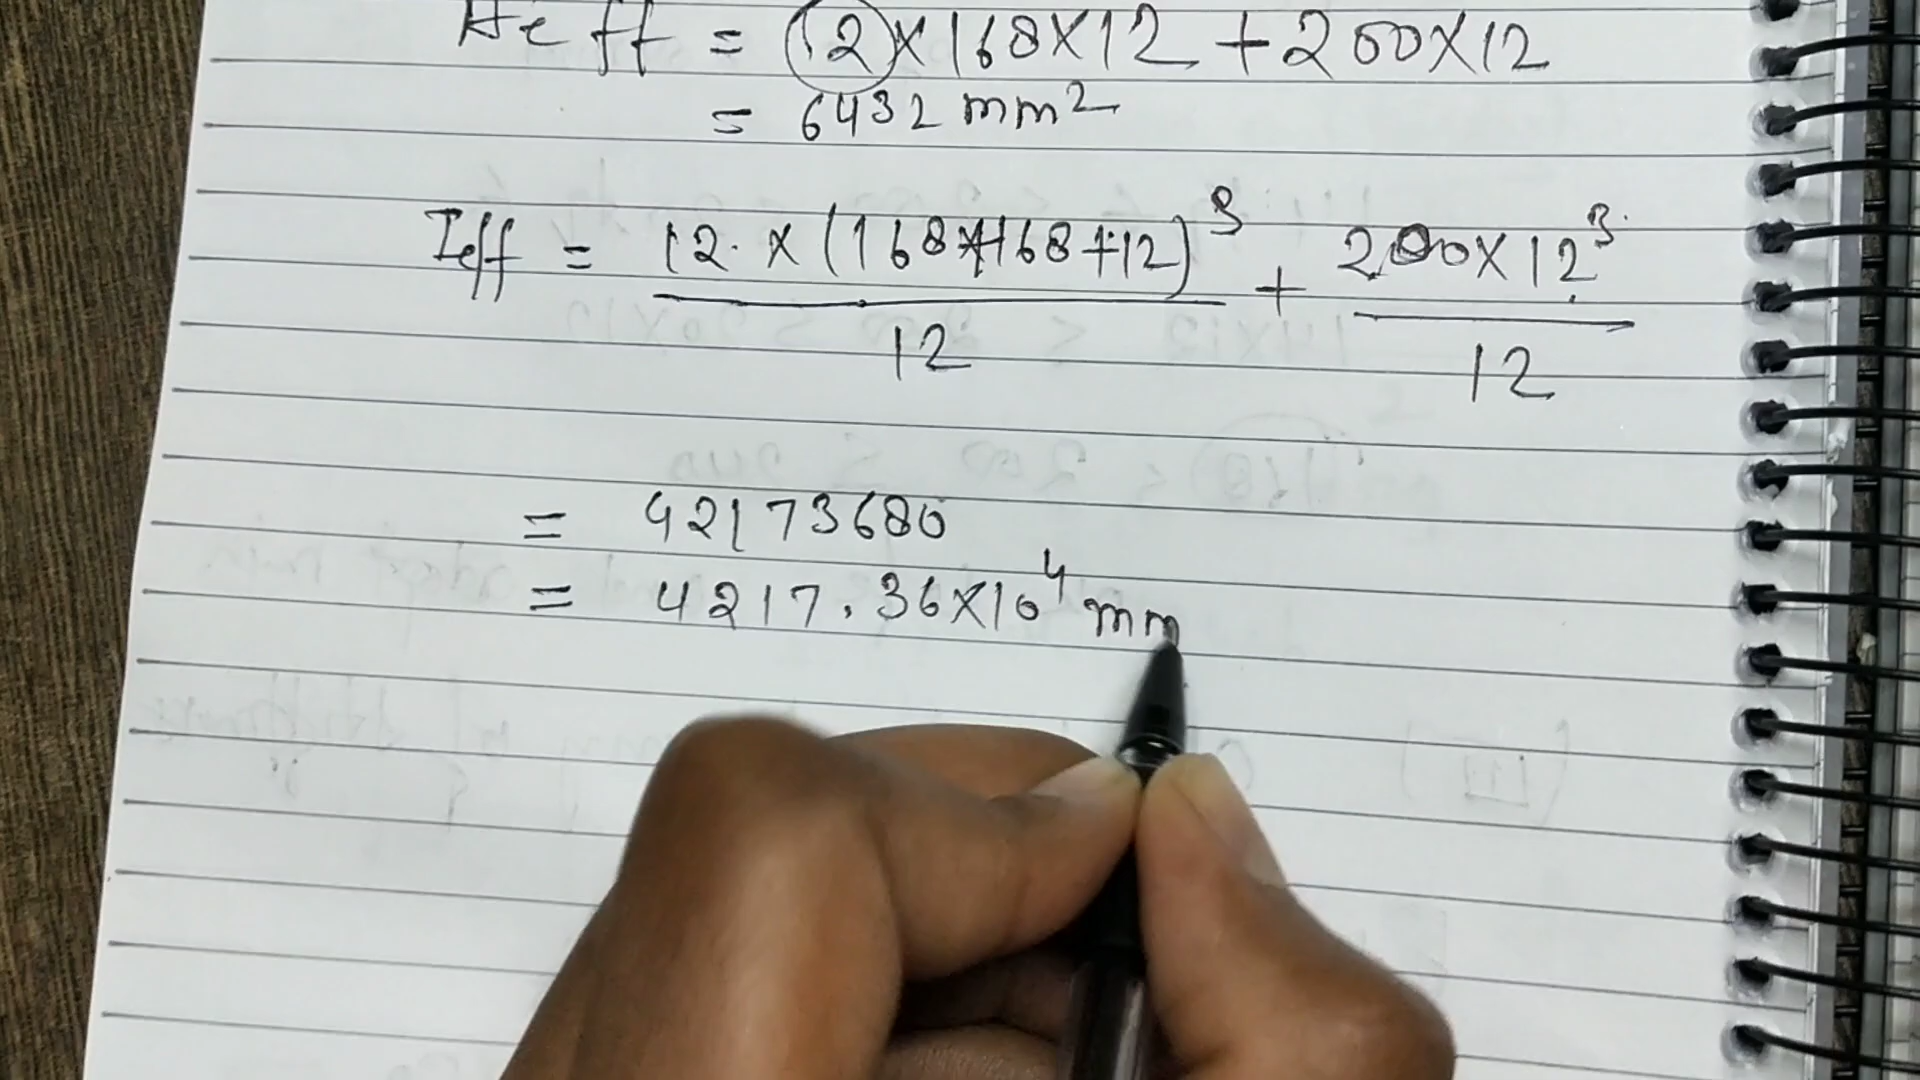 Aeff = (2×168×12 + 200×12
= 6432 mm²
Ieff = 12 × (168+168+12)³ / 12 + 200×12³ / 12
= 42173680
= 4217.36×10⁴ mm